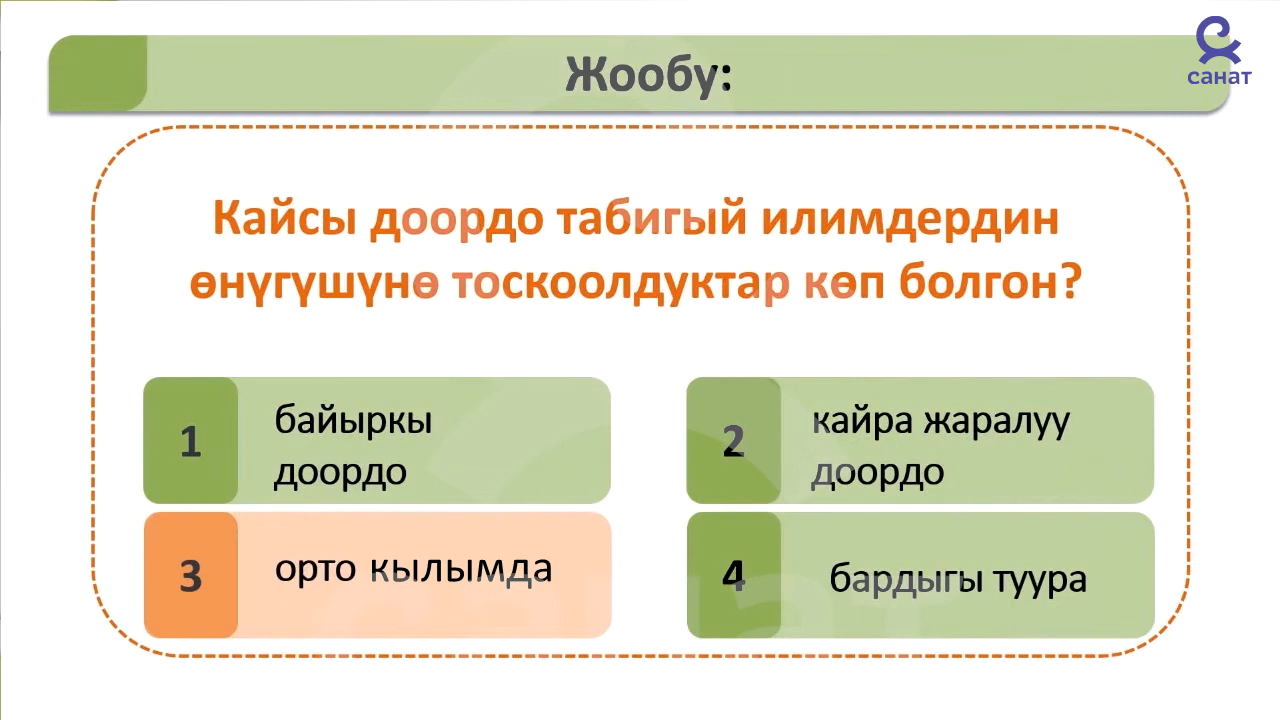 Жообу:
санат
Кайсы доордо табигый илимдердин
өнүгүшүнө тоскоолдуктар көп болгон?
1
байыркы
доордо
2
кайра жаралуу
доордо
3
орто кылымда
4
бардыгы туура